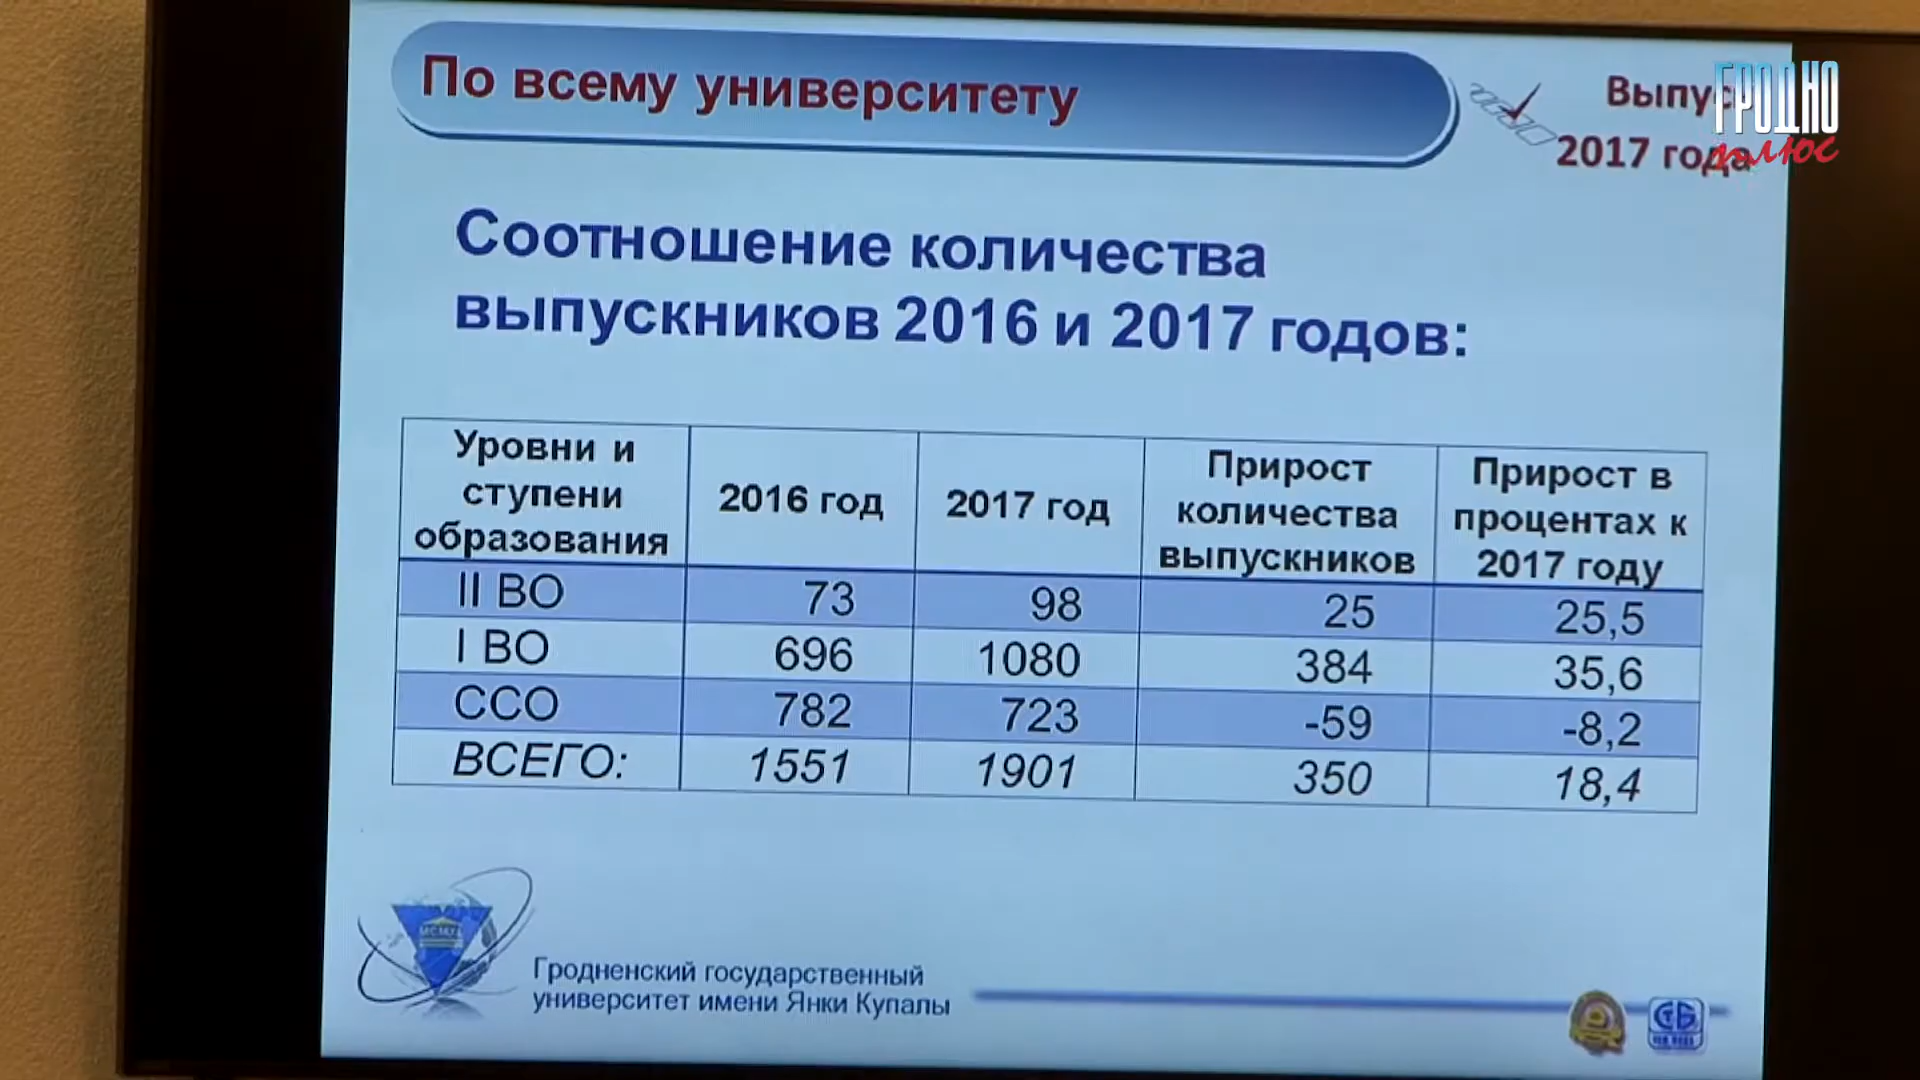 По всему университету
Выпуск
2017 года
ГРОДНО
плюс
Соотношение количества
выпускников 2016 и 2017 годов:
Уровни и
ступени
образования
2016 год
2017 год
Прирост
количества
выпускников
Прирост в
процентах к
2017 году
II ВО 73 98 25 25,5
I ВО 696 1080 384 35,6
ССО 782 723 -59 -8,2
ВСЕГО: 1551 1901 350 18,4
Гродненский государственный
университет имени Янки Купалы
СТБ